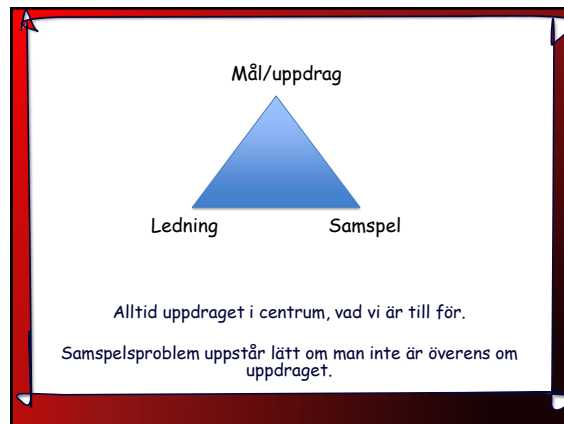 Mål/uppdrag
Ledning
Samspel
Alltid uppdraget i centrum, vad vi är till för.
Samspelsproblem uppstår lätt om man inte är överens om
uppdraget.